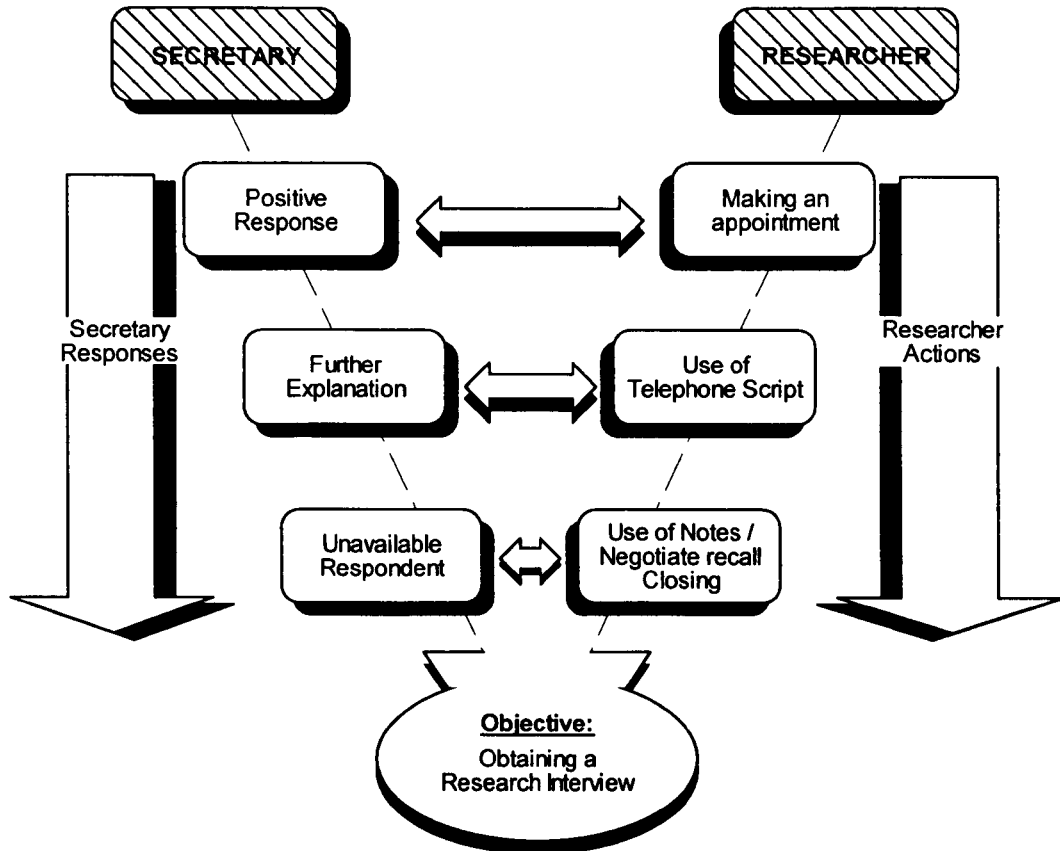 SECRETARY
RESEARCHER
Positive
Response
Making an
appointment
Secretary
Responses
Researcher
Actions
Further
Explanation
Use of
Telephone Script
Unavailable
Respondent
Use of Notes /
Negotiate recall
Closing
Objective:
Obtaining a
Research Interview